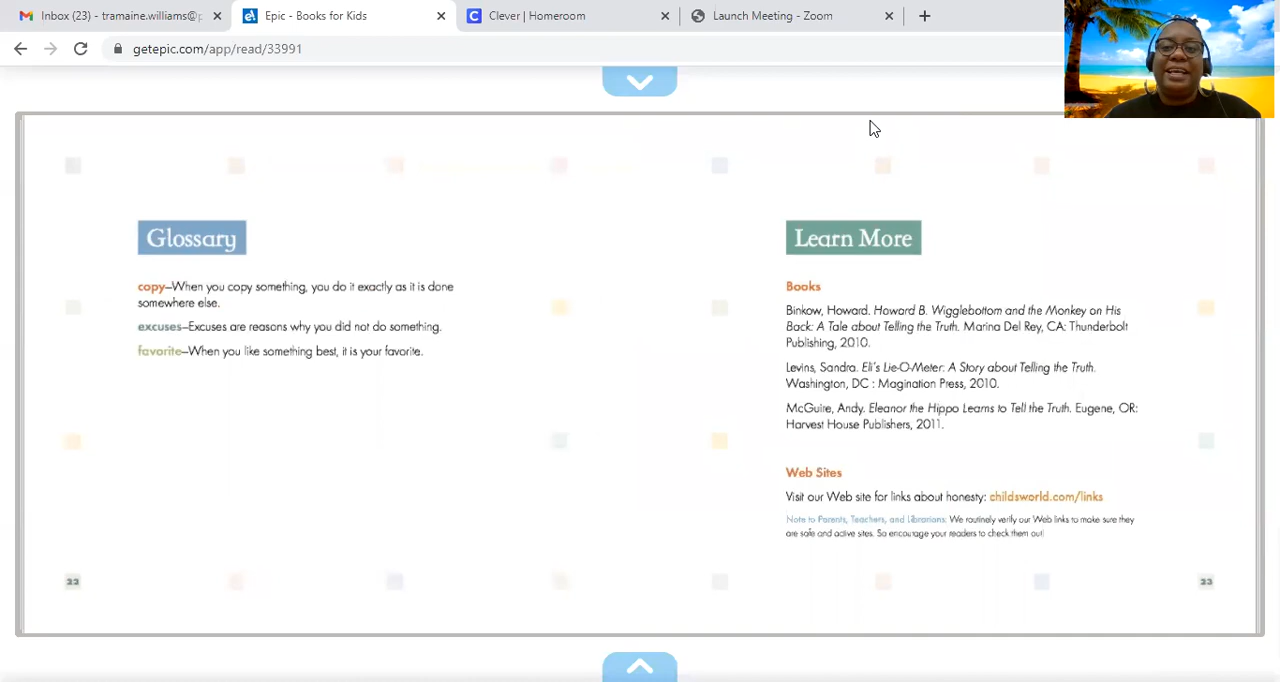 Inbox (23) - tramaine.williams@p
Epic - Books for Kids
Clever | Homeroom
Launch Meeting - Zoom
getepic.com/app/read/33991
Glossary
copy–When you copy something, you do it exactly as it is done
somewhere else.
excuses–Excuses are reasons why you did not do something.
favorite–When you like something best, it is your favorite.
22
Learn More
Books
Binkow, Howard. Howard B. Wigglebottom and the Monkey on His
Back: A Tale about Telling the Truth. Marina Del Rey, CA: Thunderbolt
Publishing, 2010.
Levins, Sandra. Eli's Lie-O-Meter: A Story about Telling the Truth.
Washington, DC : Magination Press, 2010.
McGuire, Andy. Eleanor the Hippo Learns to Tell the Truth. Eugene, OR:
Harvest House Publishers, 2011.
Web Sites
Visit our Web site for links about honesty: childsworld.com/links
Note to Parents, Teachers, and Librarians: We routinely verify our Web links to make sure they
are safe and active sites. So encourage your readers to check them out!
23